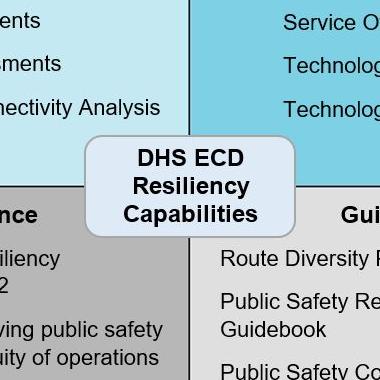 ents
sments
nectivity Analysis
Service O
Technolog
Technolog
DHS ECD
Resiliency
Capabilities
nce
iliency
2
ving public safety
uity of operations
Gui
Route Diversity
Public Safety Re
Guidebook
Public Safety Co